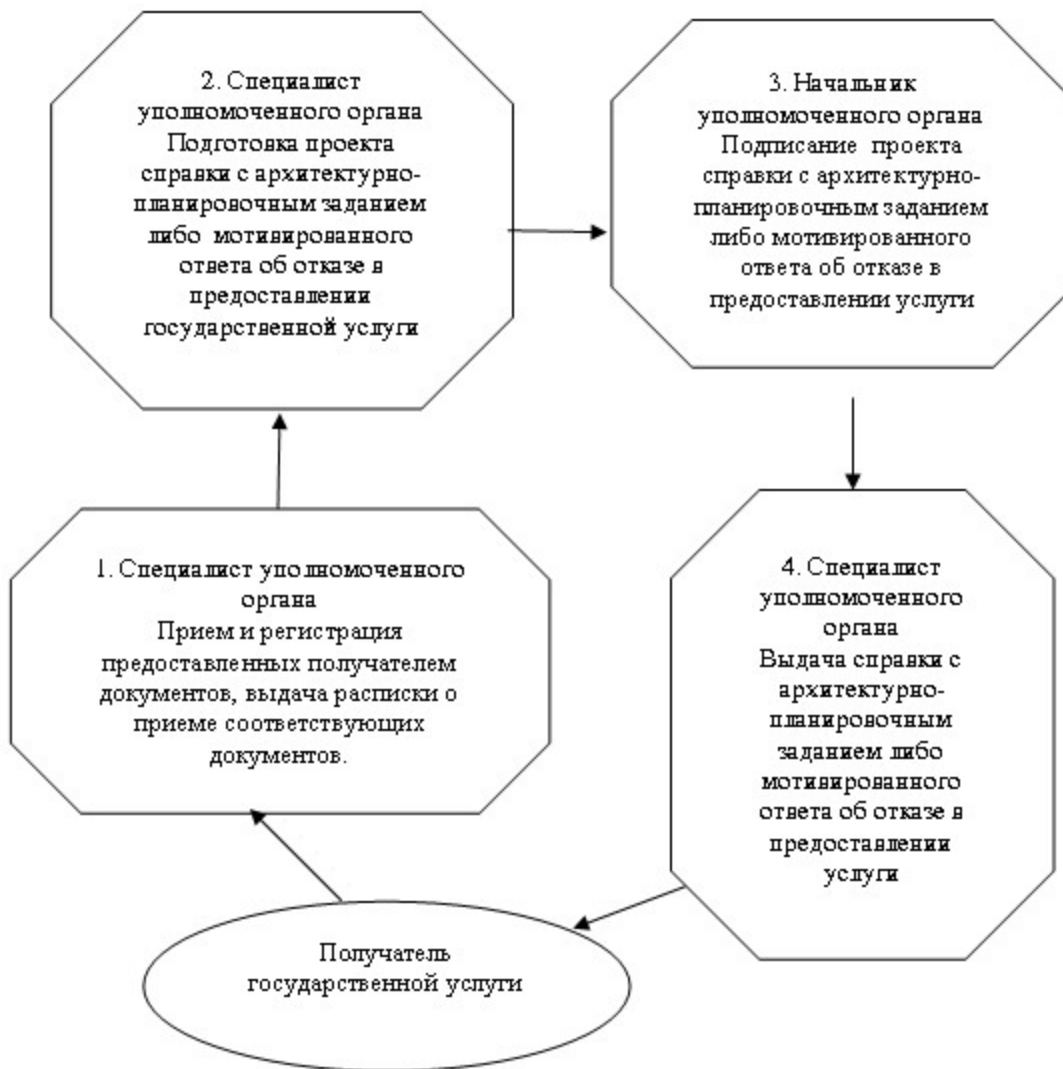 2. Специалист
уполномоченного органа
Подготовка проекта
справки с архитектурно-
планировочным заданием
либо мотивированного
ответа об отказе в
предоставлении
государственной услуги
3. Начальник
уполномоченного органа
Подписание проекта
справки с архитектурно-
планировочным заданием
либо мотивированного
ответа об отказе в
предоставлении услуги
1. Специалист уполномоченного
органа
Прием и регистрация
предоставленных получателем
документов, выдача расписки о
приеме соответствующих
документов.
4. Специалист
уполномоченного
органа
Выдача справки с
архитектурно-
планировочным
заданием либо
мотивированного
ответа об отказе в
предоставлении
услуги
Получатель
государственной услуги